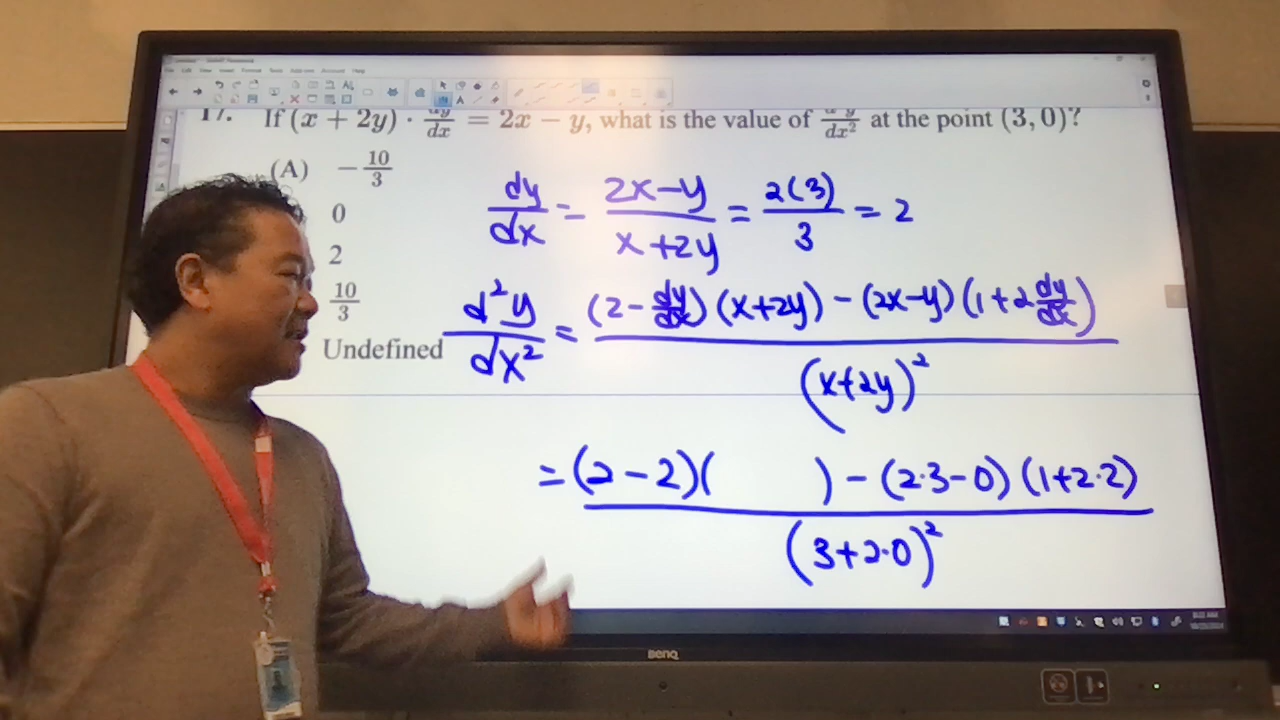 17. If (x + 2y) · dy/dx = 2x − y, what is the value of d²y/dx² at the point (3, 0)?
(A) −10/3
0
2
10/3
Undefined
dy/dx = (2x−y)/(x+2y) = 2(3)/3 = 2
d²y/dx² = ((2−dy/dx)(x+2y) − (2x−y)(1+2dy/dx))/(x+2y)²
= ((2−2)( ) − (2·3−0)(1+2·2))/(3+2·0)²
BenQ